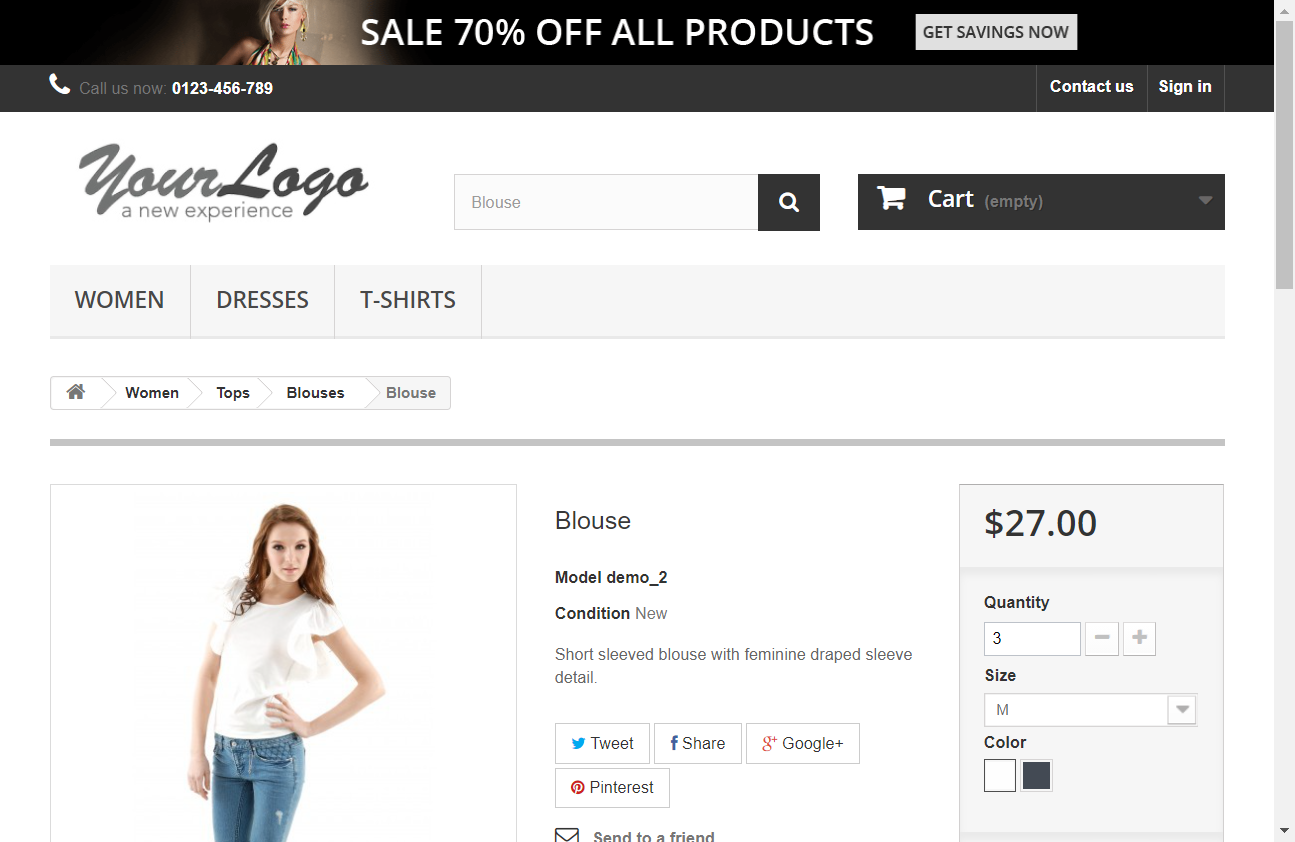 SALE 70% OFF ALL PRODUCTS GET SAVINGS NOW
Call us now: 0123-456-789 Contact us Sign in
YourLogo
a new experience
Blouse
Cart (empty)
WOMEN DRESSES T-SHIRTS
Women Tops Blouses Blouse
Blouse
Model demo_2
Condition New
Short sleeved blouse with feminine draped sleeve
detail.
Tweet Share Google+
Pinterest
Send to a friend
$27.00
Quantity
3
Size
M
Color